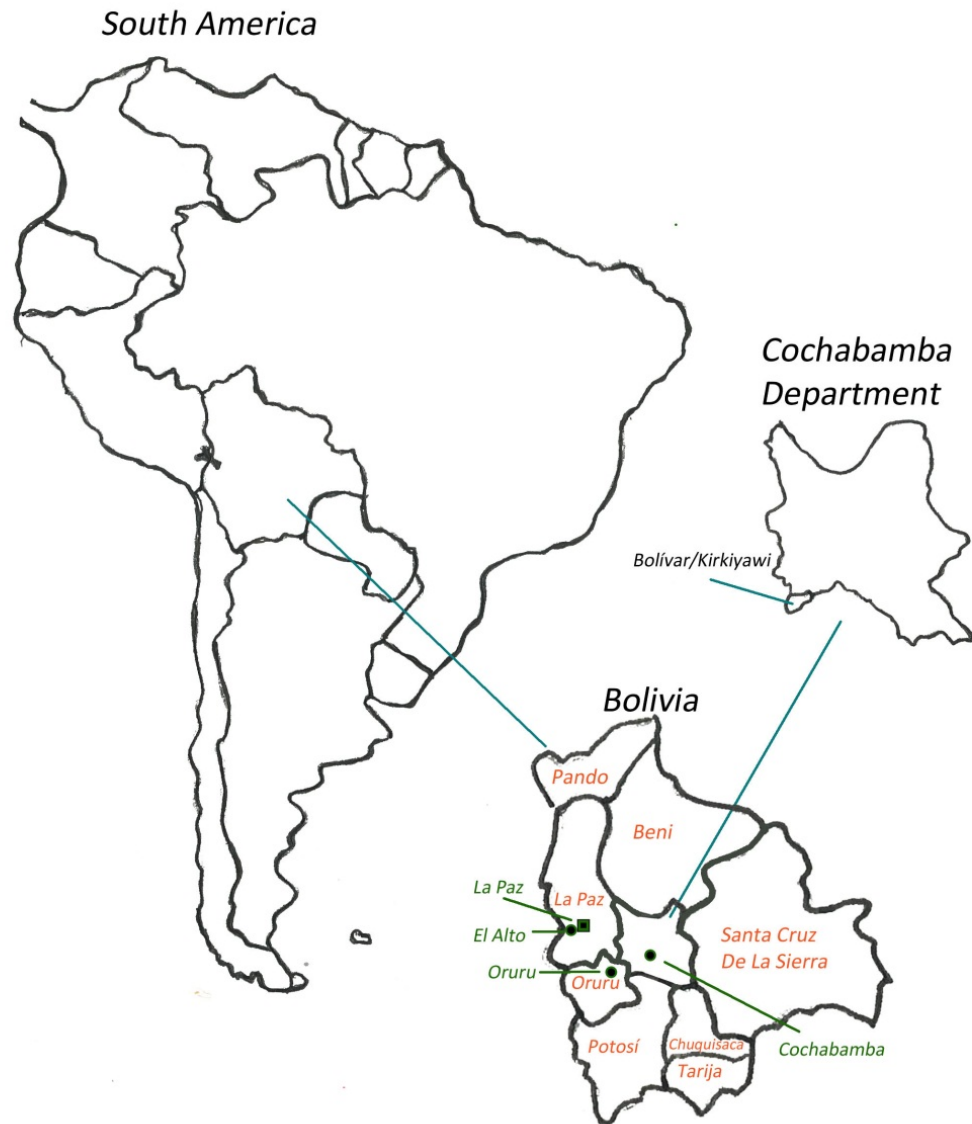 South America
Cochabamba
Department
Bolívar/Kirkiyawi
Bolivia
Pando
Beni
La Paz
La Paz
El Alto
Santa Cruz
De La Sierra
Oruru
Oruru
Potosí
Chuquisaca
Cochabamba
Tarija